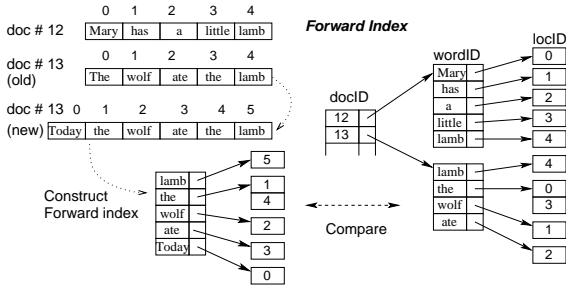 0 1 2 3 4
doc # 12 Mary has a little lamb
doc # 13 0 1 2 3 4
(old) The wolf ate the lamb
doc # 13 0 1 2 3 4 5
(new) Today the wolf ate the lamb
Construct
Forward index
lamb 5
the 1
4
wolf 2
ate 3
Today 0
Compare
Forward Index
docID
12
13
wordID
locID
Mary 0
has 1
a 2
little 3
lamb 4
lamb 4
the 0
3
wolf 1
ate 2